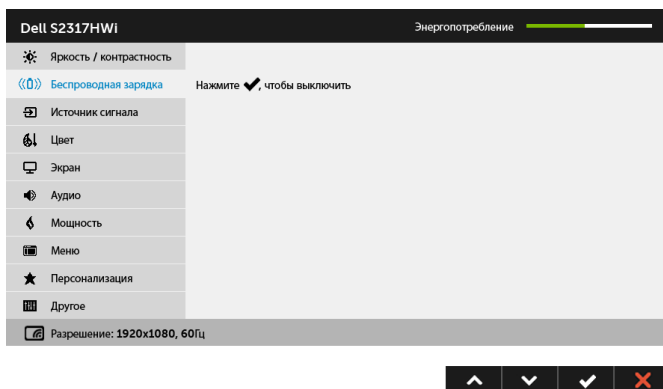 Dell S2317HWi
Энергопотребление
Яркость / контрастность
Беспроводная зарядка
Нажмите ✔, чтобы выключить
Источник сигнала
Цвет
Экран
Аудио
Мощность
Меню
Персонализация
Другое
Разрешение: 1920x1080, 60Гц